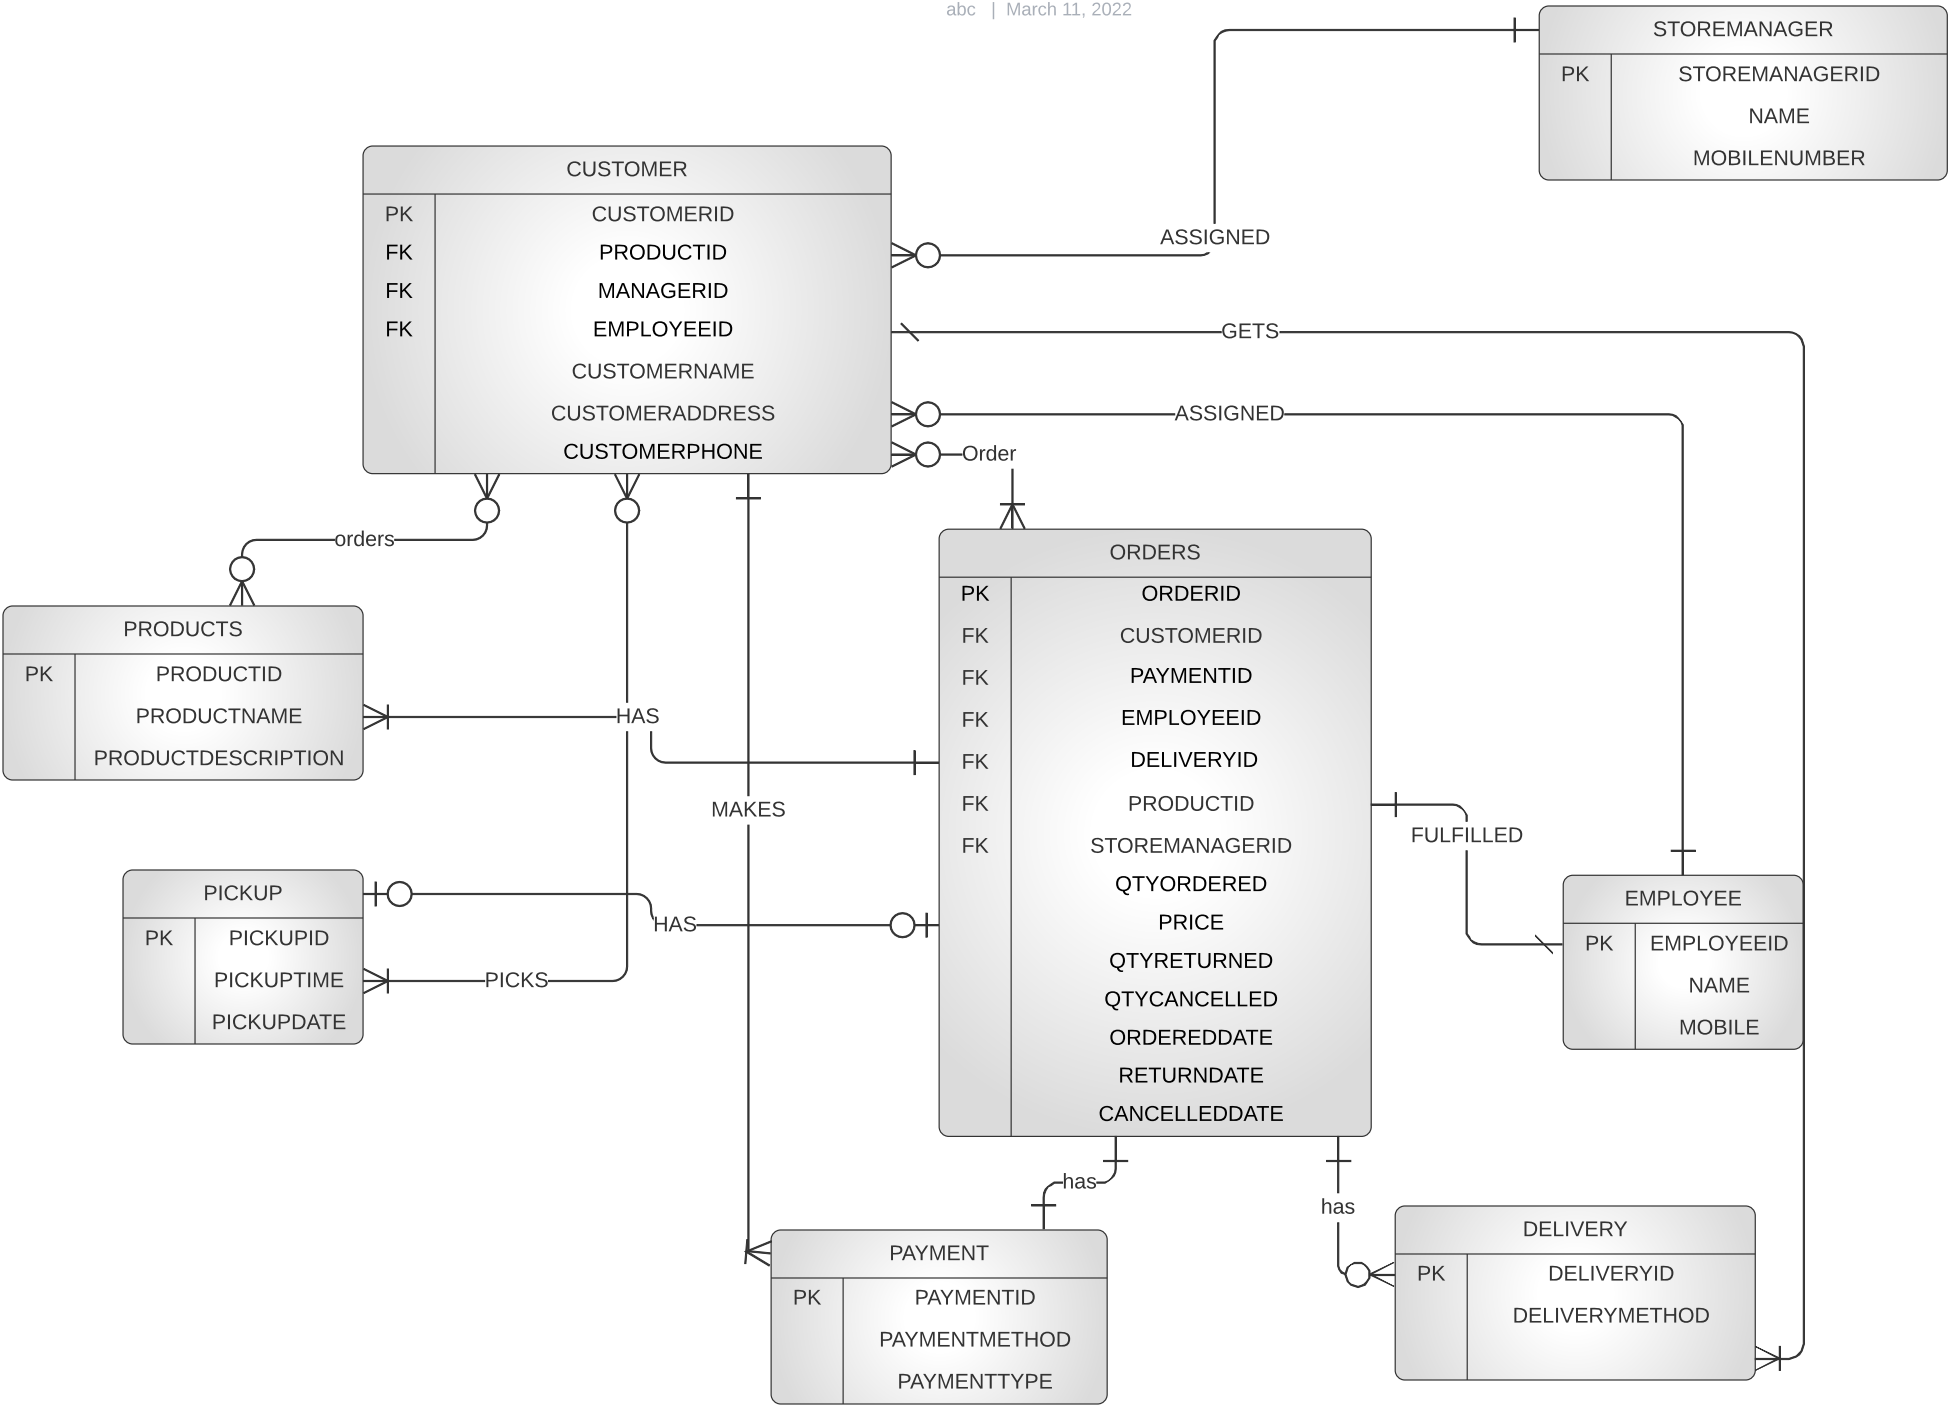 abc | March 11, 2022
STOREMANAGER
PK STOREMANAGERID
NAME
MOBILENUMBER
CUSTOMER
PK CUSTOMERID
FK PRODUCTID
FK MANAGERID
FK EMPLOYEEID
CUSTOMERNAME
CUSTOMERADDRESS
CUSTOMERPHONE
ASSIGNED
GETS
ASSIGNED
Order
orders
PRODUCTS
PK PRODUCTID
PRODUCTNAME
PRODUCTDESCRIPTION
HAS
MAKES
ORDERS
PK ORDERID
FK CUSTOMERID
FK PAYMENTID
FK EMPLOYEEID
FK DELIVERYID
FK PRODUCTID
FK STOREMANAGERID
QTYORDERED
PRICE
QTYRETURNED
QTYCANCELLED
ORDEREDDATE
RETURNDATE
CANCELLEDDATE
FULFILLED
PICKUP
PK PICKUPID
PICKUPTIME
PICKUPDATE
HAS
PICKS
EMPLOYEE
PK EMPLOYEEID
NAME
MOBILE
has
has
PAYMENT
PK PAYMENTID
PAYMENTMETHOD
PAYMENTTYPE
DELIVERY
PK DELIVERYID
DELIVERYMETHOD